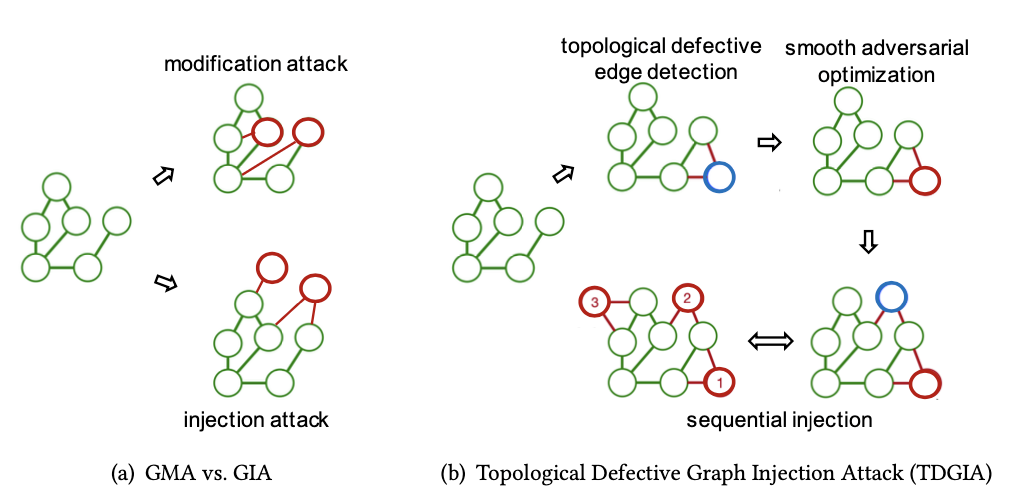 modification attack
injection attack
(a) GMA vs. GIA
topological defective
edge detection
smooth adversarial
optimization
3
2
1
sequential injection
(b) Topological Defective Graph Injection Attack (TDGIA)